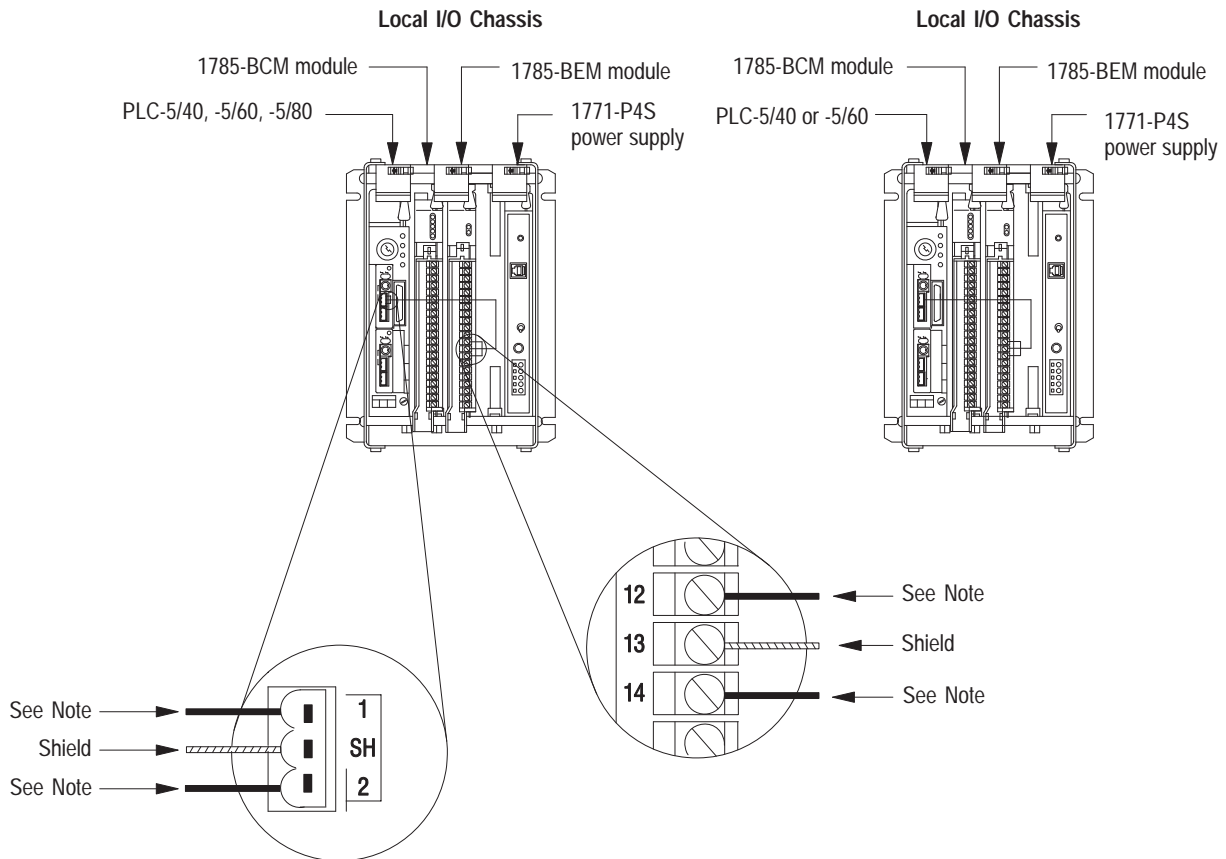 Local I/O Chassis
1785-BCM module
1785-BEM module
PLC-5/40, -5/60, -5/80
1771-P4S
power supply
Local I/O Chassis
1785-BCM module
1785-BEM module
PLC-5/40 or -5/60
1771-P4S
power supply
12
See Note
13
Shield
14
See Note
See Note
1
Shield
SH
See Note
2